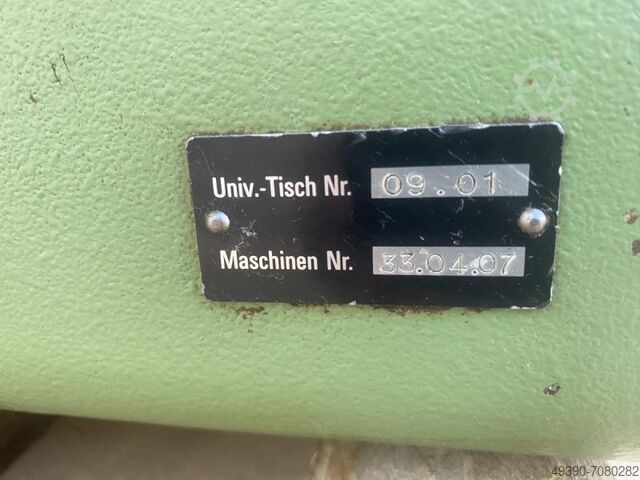 Univ.-Tisch Nr. 09.01
Maschinen Nr. 33.04.07
49390-7080282